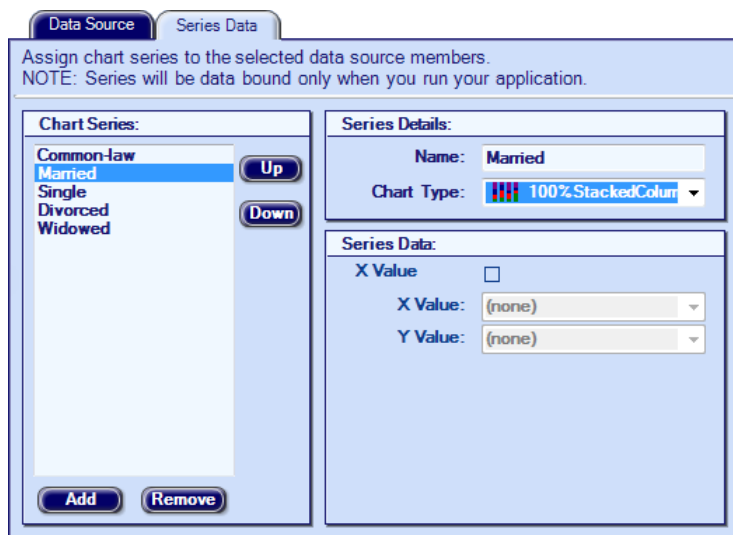 Data Source
Series Data
Assign chart series to the selected data source members.
NOTE: Series will be data bound only when you run your application.
Chart Series:
Common-law
Married
Single
Divorced
Widowed
Up
Down
Add
Remove
Series Details:
Name: Married
Chart Type: 100%StackedColum
Series Data:
X Value
X Value: (none)
Y Value: (none)